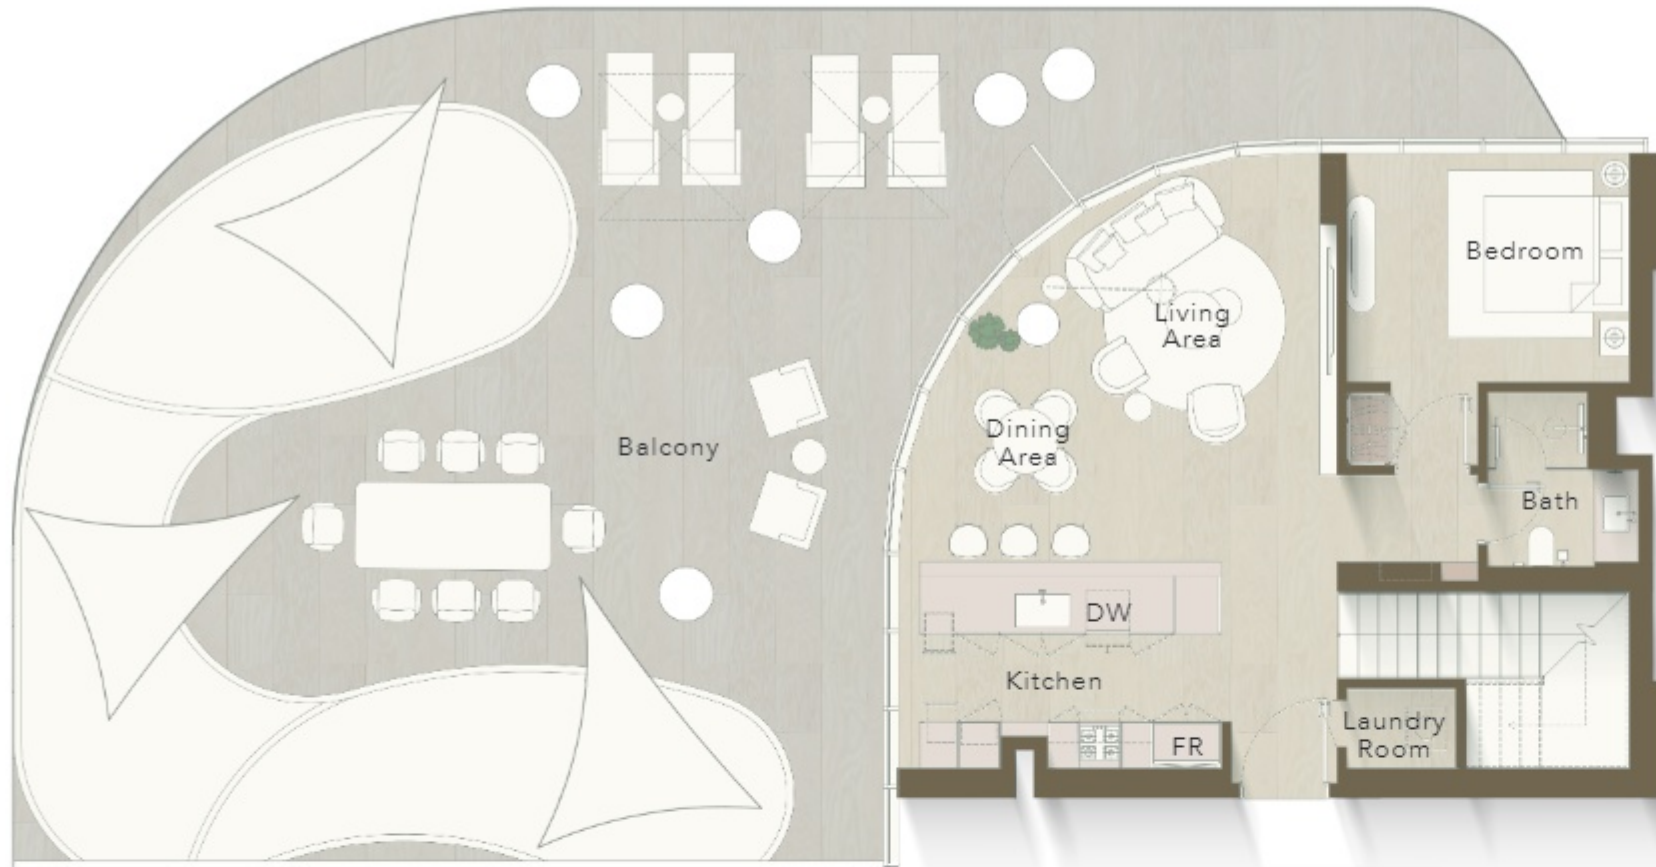 Bedroom
Living
Area
Balcony
Dining
Area
Bath
DW
Kitchen
Laundry
Room
FR